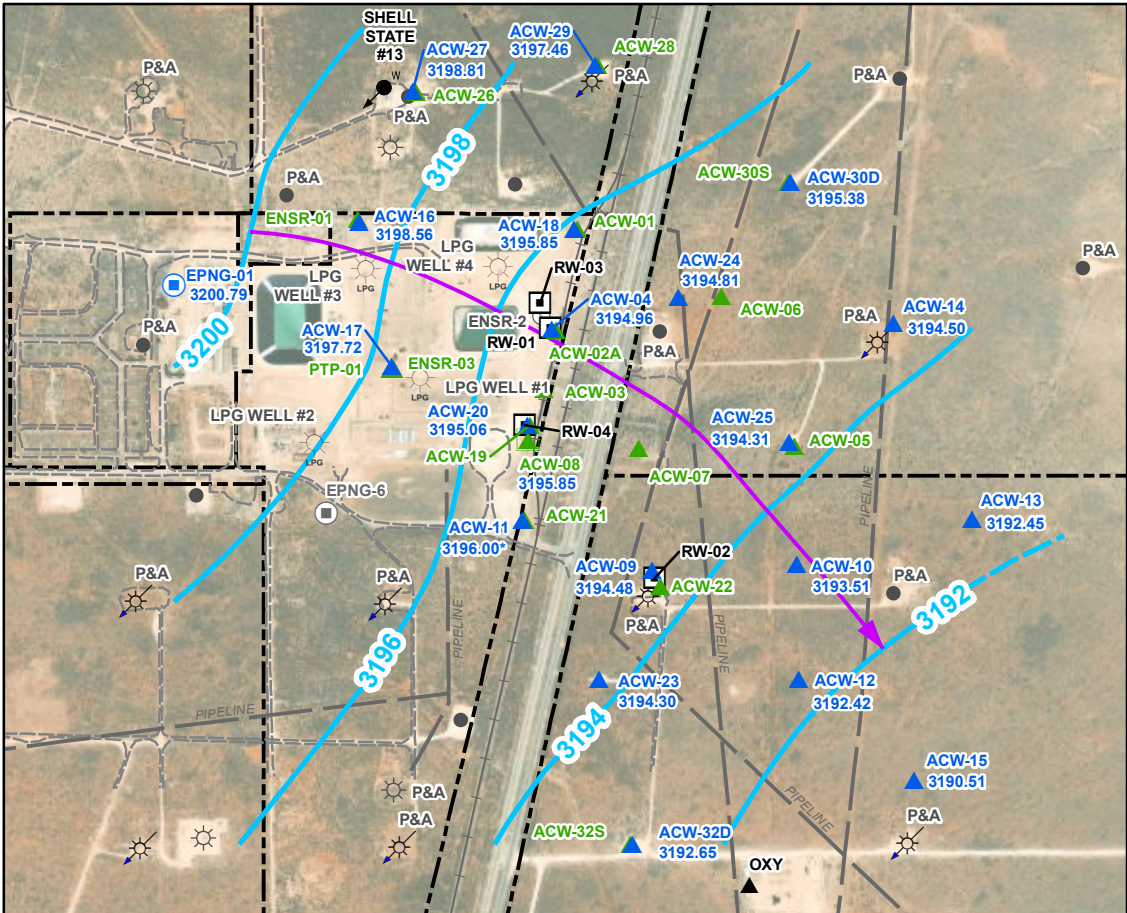 SHELL
STATE
#13
W
P&A
ACW-27
3198.81
ACW-26
P&A
ACW-29
3197.46
ACW-28
P&A
P&A
P&A
3198
ACW-30S
ACW-30D
3195.38
ENSR-01
ACW-16
3198.56
ACW-18
3195.85
ACW-01
LPG
WELL #4
LPG
LPG
LPG
WELL #3
RW-03
EPNG-01
3200.79
3200
P&A
ACW-17
3197.72
PTP-01
ENSR-03
LPG
ENSR-2
RW-01
ACW-04
3194.96
ACW-02A
ACW-24
3194.81
ACW-06
P&A
P&A
ACW-14
3194.50
P&A
LPG WELL #1
ACW-03
LPG WELL #2
LPG
ACW-20
3195.06
RW-04
ACW-19
ACW-08
3195.85
ACW-07
ACW-25
3194.31
ACW-05
EPNG-6
ACW-11
3196.00*
ACW-21
PIPELINE
ACW-13
3192.45
P&A
P&A
ACW-09
3194.48
RW-02
ACW-22
P&A
ACW-10
3193.51
P&A
3192
PIPELINE
PIPELINE
3196
ACW-23
3194.30
ACW-12
3192.42
PIPELINE
3194
P&A
P&A
ACW-15
3190.51
P&A
PIPELINE
ACW-32S
ACW-32D
3192.65
OXY